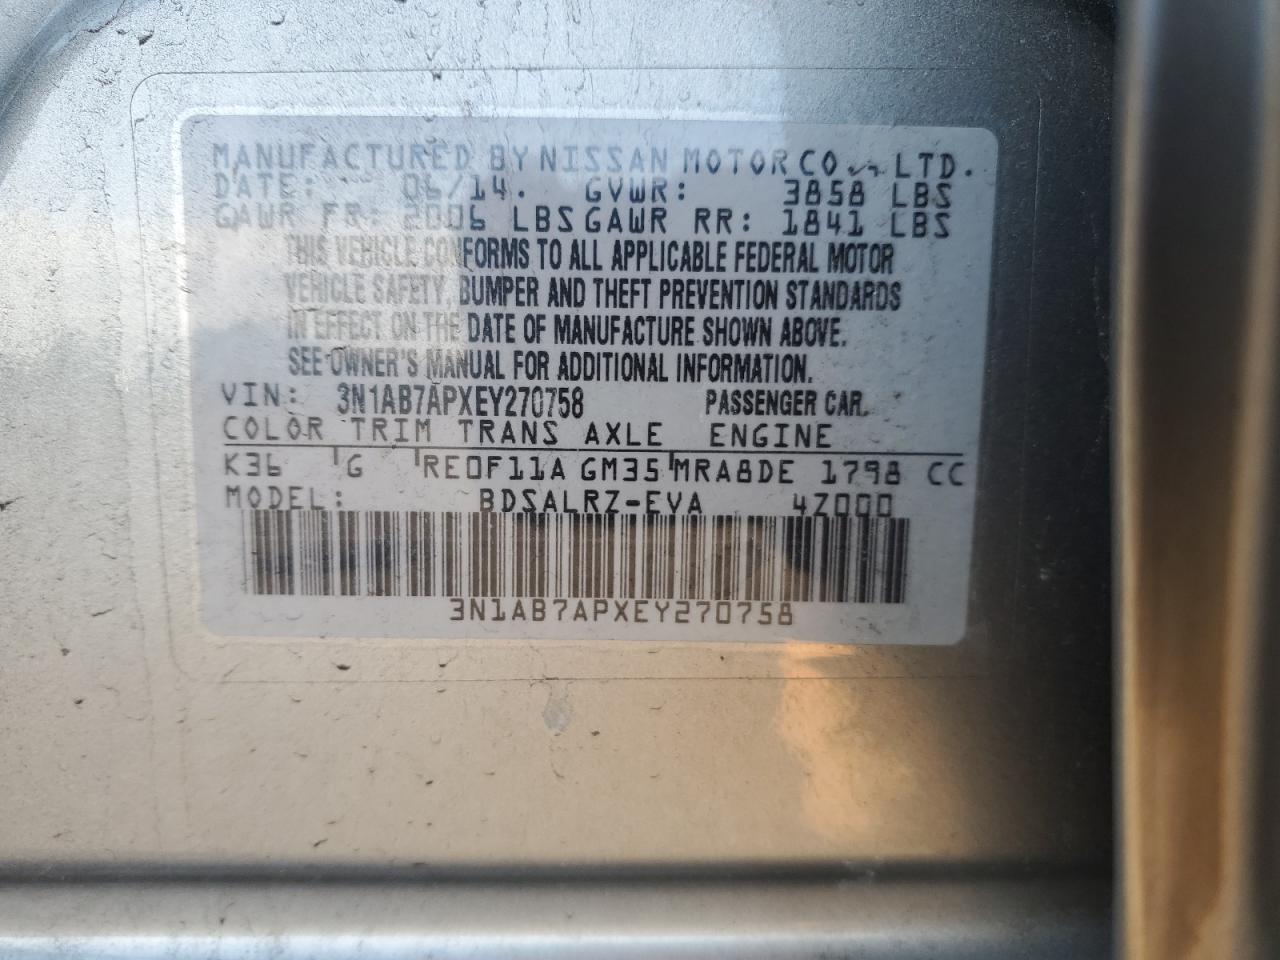 MANUFACTURED BY NISSAN MOTOR CO., LTD.
DATE: 06/14. GVWR: 3858 LBS
GAWR FR: 2006 LBS GAWR RR: 1841 LBS
THIS VEHICLE CONFORMS TO ALL APPLICABLE FEDERAL MOTOR
VEHICLE SAFETY, BUMPER AND THEFT PREVENTION STANDARDS
IN EFFECT ON THE DATE OF MANUFACTURE SHOWN ABOVE.
SEE OWNER'S MANUAL FOR ADDITIONAL INFORMATION.
VIN: 3N1AB7APXEY270758 PASSENGER CAR.
COLOR TRIM TRANS AXLE ENGINE
K36 G RE0F11A GM35 MRA8DE 1798 CC
MODEL: BDSALRZ-EVA 4Z000
3N1AB7APXEY270758